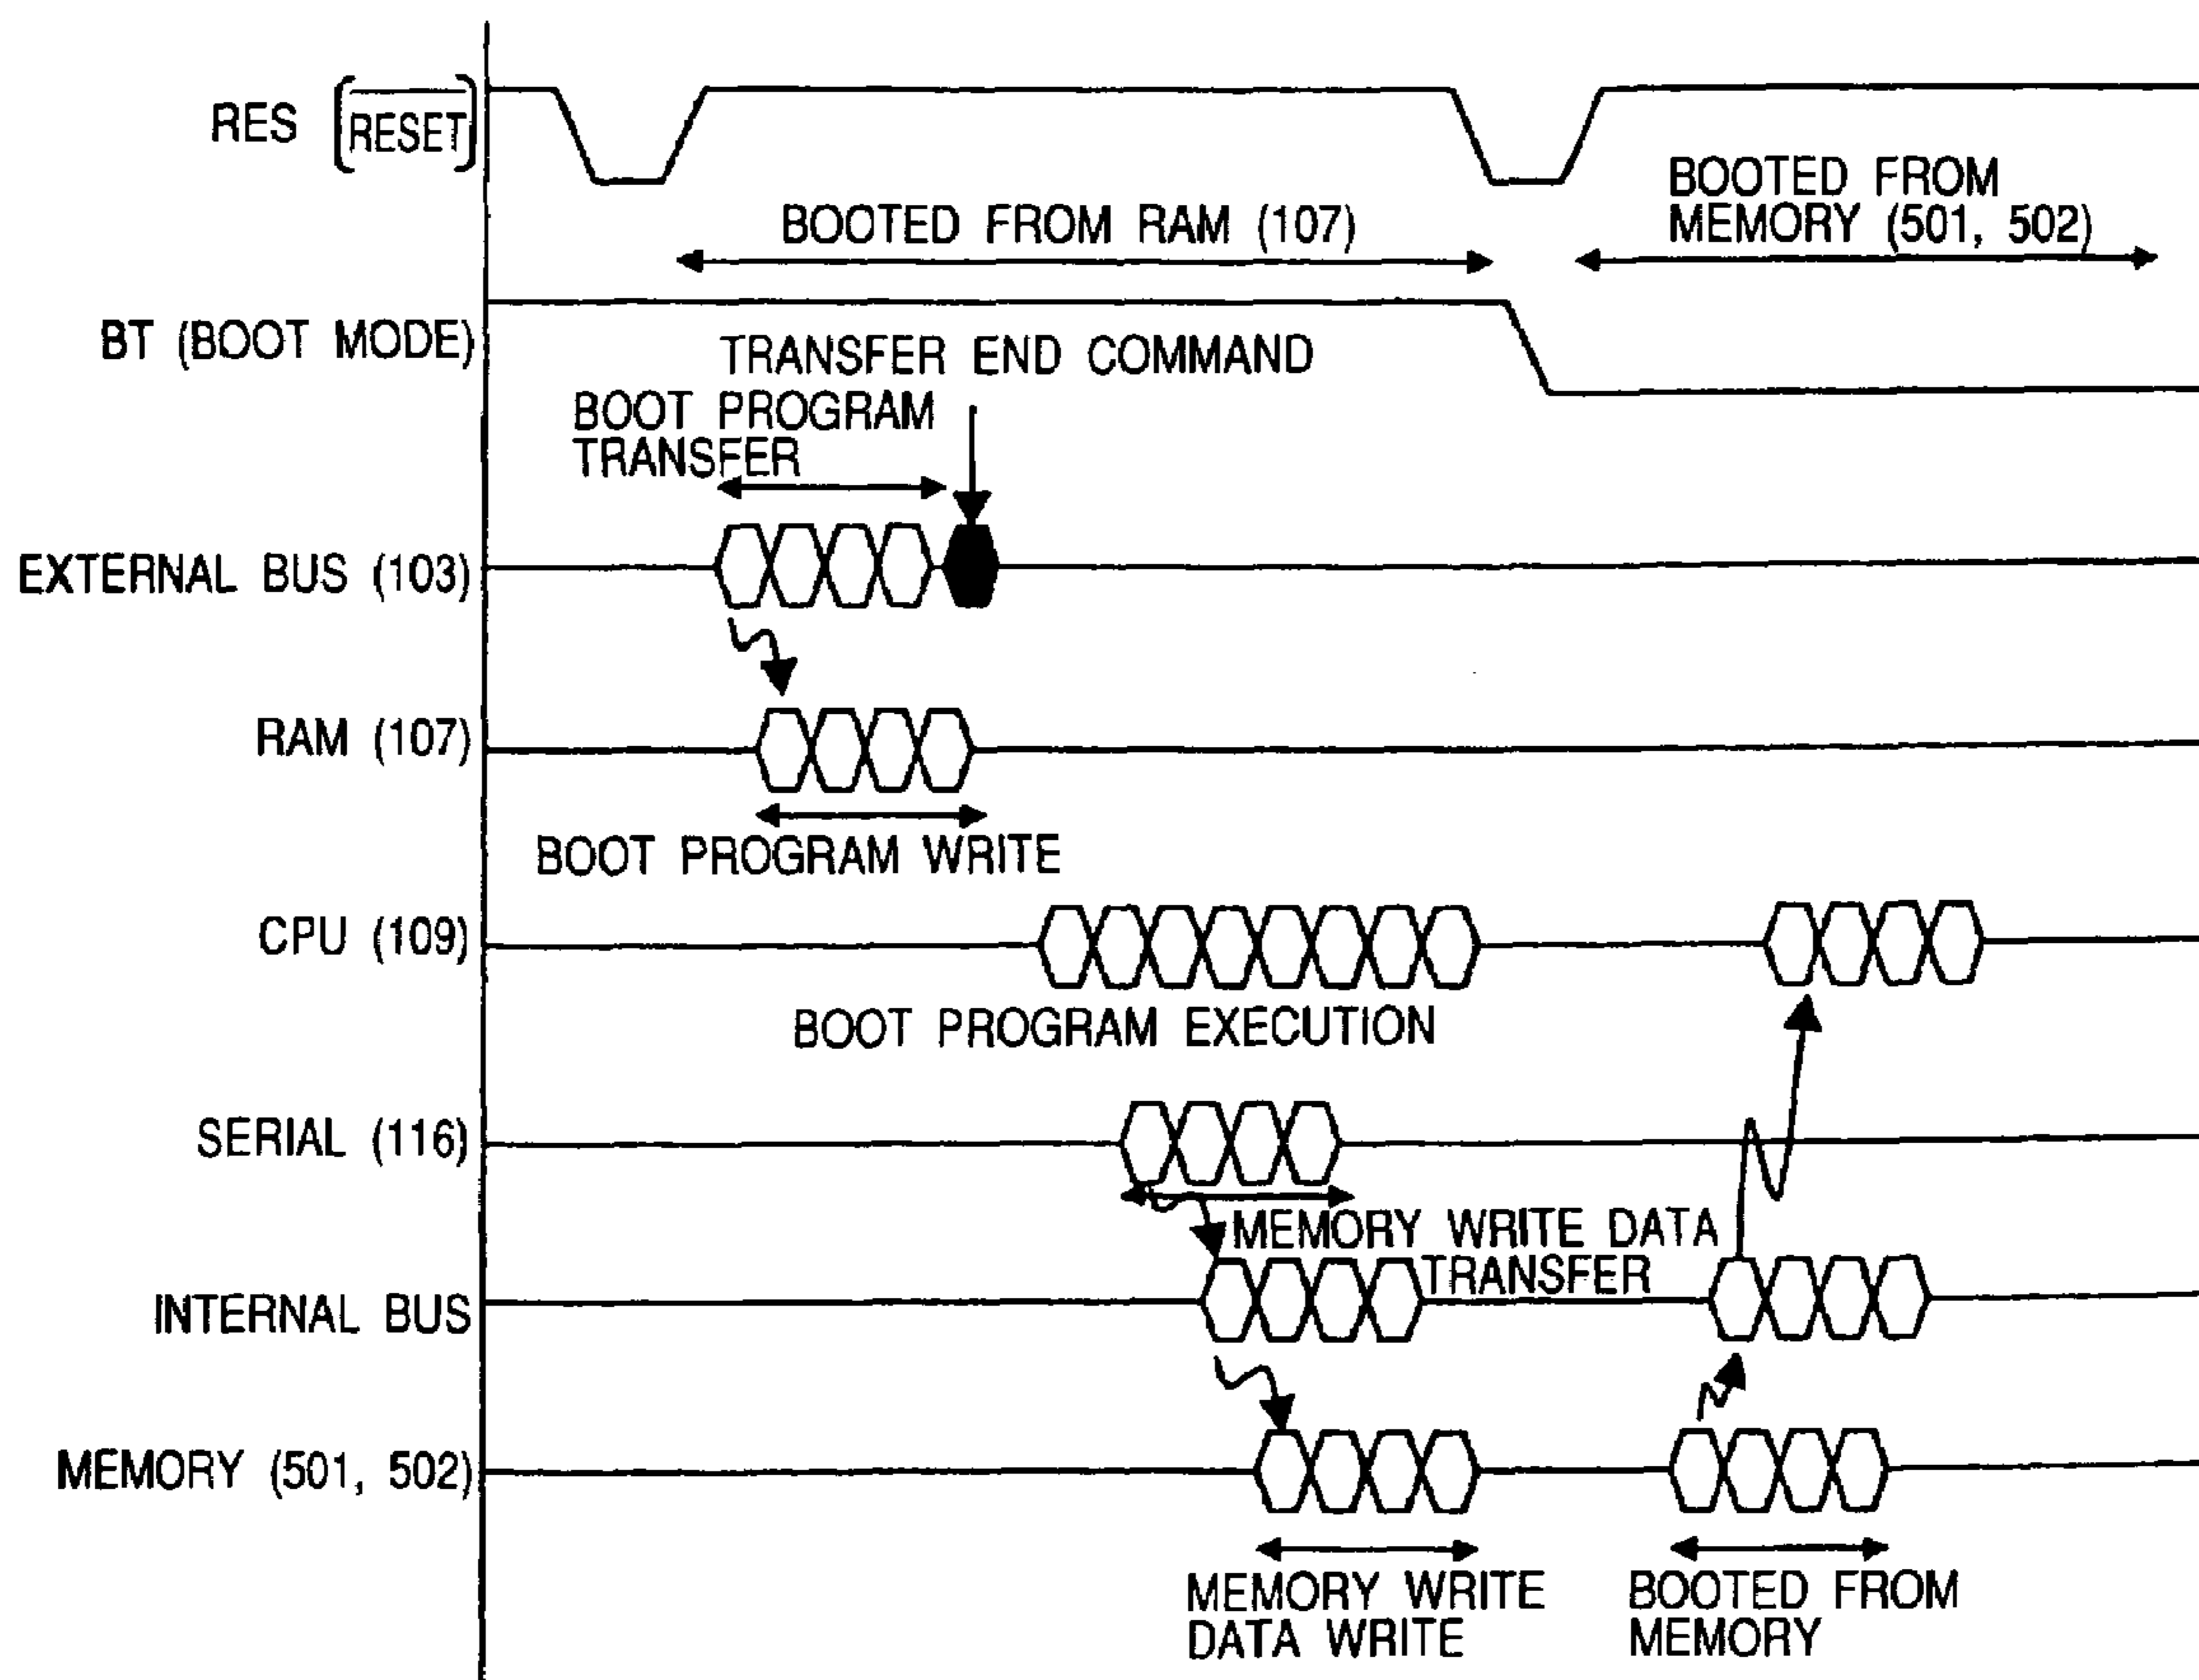 RES (RESET)
BOOTED FROM RAM (107)
BOOTED FROM
MEMORY (501, 502)
BT (BOOT MODE)
TRANSFER END COMMAND
BOOT PROGRAM
TRANSFER
EXTERNAL BUS (103)
RAM (107)
BOOT PROGRAM WRITE
CPU (109)
BOOT PROGRAM EXECUTION
SERIAL (116)
MEMORY WRITE DATA
TRANSFER
INTERNAL BUS
MEMORY (501, 502)
MEMORY WRITE
DATA WRITE
BOOTED FROM
MEMORY